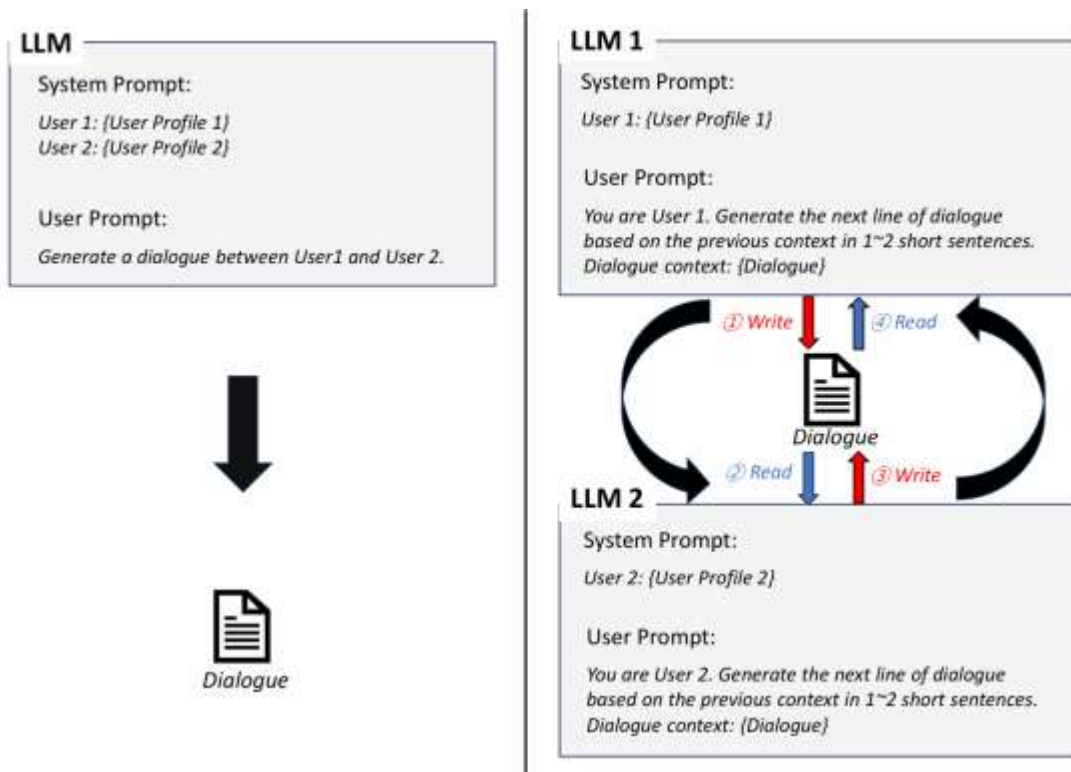 LLM
System Prompt:
User 1: {User Profile 1}
User 2: {User Profile 2}
User Prompt:
Generate a dialogue between User1 and User 2.
Dialogue
LLM 1
System Prompt:
User 1: {User Profile 1}
User Prompt:
You are User 1. Generate the next line of dialogue
based on the previous context in 1~2 short sentences.
Dialogue context: {Dialogue}
① Write
④ Read
Dialogue
② Read
③ Write
LLM 2
System Prompt:
User 2: {User Profile 2}
User Prompt:
You are User 2. Generate the next line of dialogue
based on the previous context in 1~2 short sentences.
Dialogue context: {Dialogue}